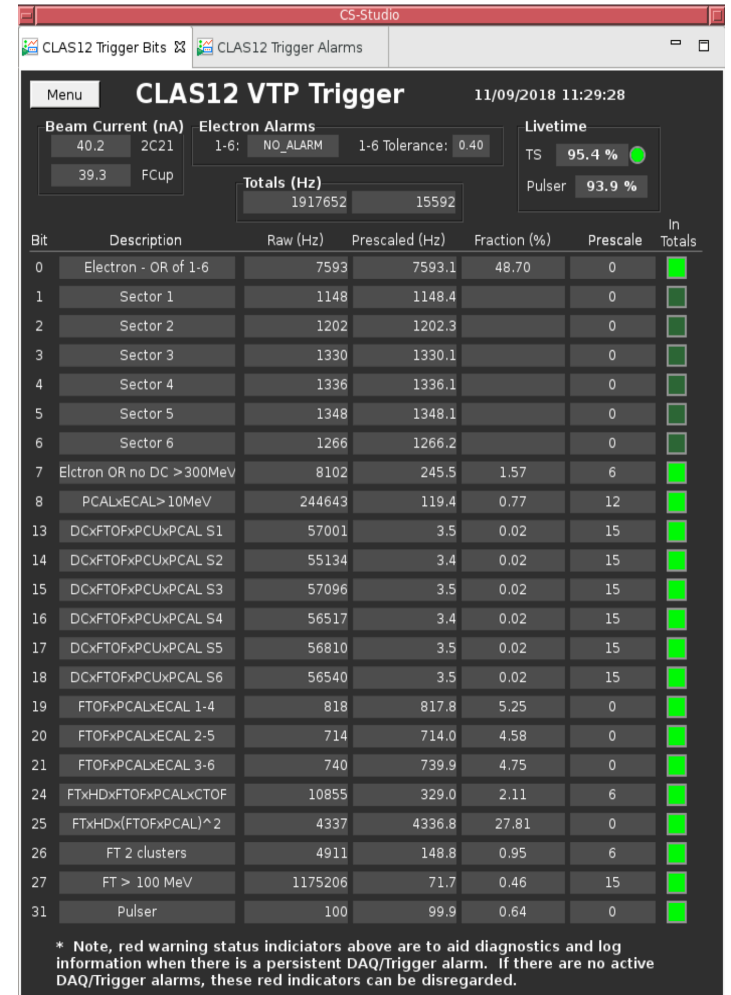 CS-Studio
CLAS12 Trigger Bits CLAS12 Trigger Alarms
Menu CLAS12 VTP Trigger 11/09/2018 11:29:28
Beam Current (nA) Electron Alarms Livetime
40.2 2C21 1-6: NO_ALARM 1-6 Tolerance: 0.40 TS 95.4 %
39.3 FCup Totals (Hz) Pulser 93.9 %
1917652 15592
Bit Description Raw (Hz) Prescaled (Hz) Fraction (%) Prescale In Totals
0 Electron - OR of 1-6 7593 7593.1 48.70 0
1 Sector 1 1148 1148.4 0
2 Sector 2 1202 1202.3 0
3 Sector 3 1330 1330.1 0
4 Sector 4 1336 1336.1 0
5 Sector 5 1348 1348.1 0
6 Sector 6 1266 1266.2 0
7 Elctron OR no DC >300MeV 8102 245.5 1.57 6
8 PCALxECAL>10MeV 244643 119.4 0.77 12
13 DCxFTOFxPCUxPCAL S1 57001 3.5 0.02 15
14 DCxFTOFxPCUxPCAL S2 55134 3.4 0.02 15
15 DCxFTOFxPCUxPCAL S3 57096 3.5 0.02 15
16 DCxFTOFxPCUxPCAL S4 56517 3.4 0.02 15
17 DCxFTOFxPCUxPCAL S5 56810 3.5 0.02 15
18 DCxFTOFxPCUxPCAL S6 56540 3.5 0.02 15
19 FTOFxPCALxECAL 1-4 818 817.8 5.25 0
20 FTOFxPCALxECAL 2-5 714 714.0 4.58 0
21 FTOFxPCALxECAL 3-6 740 739.9 4.75 0
24 FTxHDxFTOFxPCALxCTOF 10855 329.0 2.11 6
25 FTxHDx(FTOFxPCAL)^2 4337 4336.8 27.81 0
26 FT 2 clusters 4911 148.8 0.95 6
27 FT > 100 MeV 1175206 71.7 0.46 15
31 Pulser 100 99.9 0.64 0
* Note, red warning status indiciators above are to aid diagnostics and log
information when there is a persistent DAQ/Trigger alarm. If there are no active
DAQ/Trigger alarms, these red indicators can be disregarded.